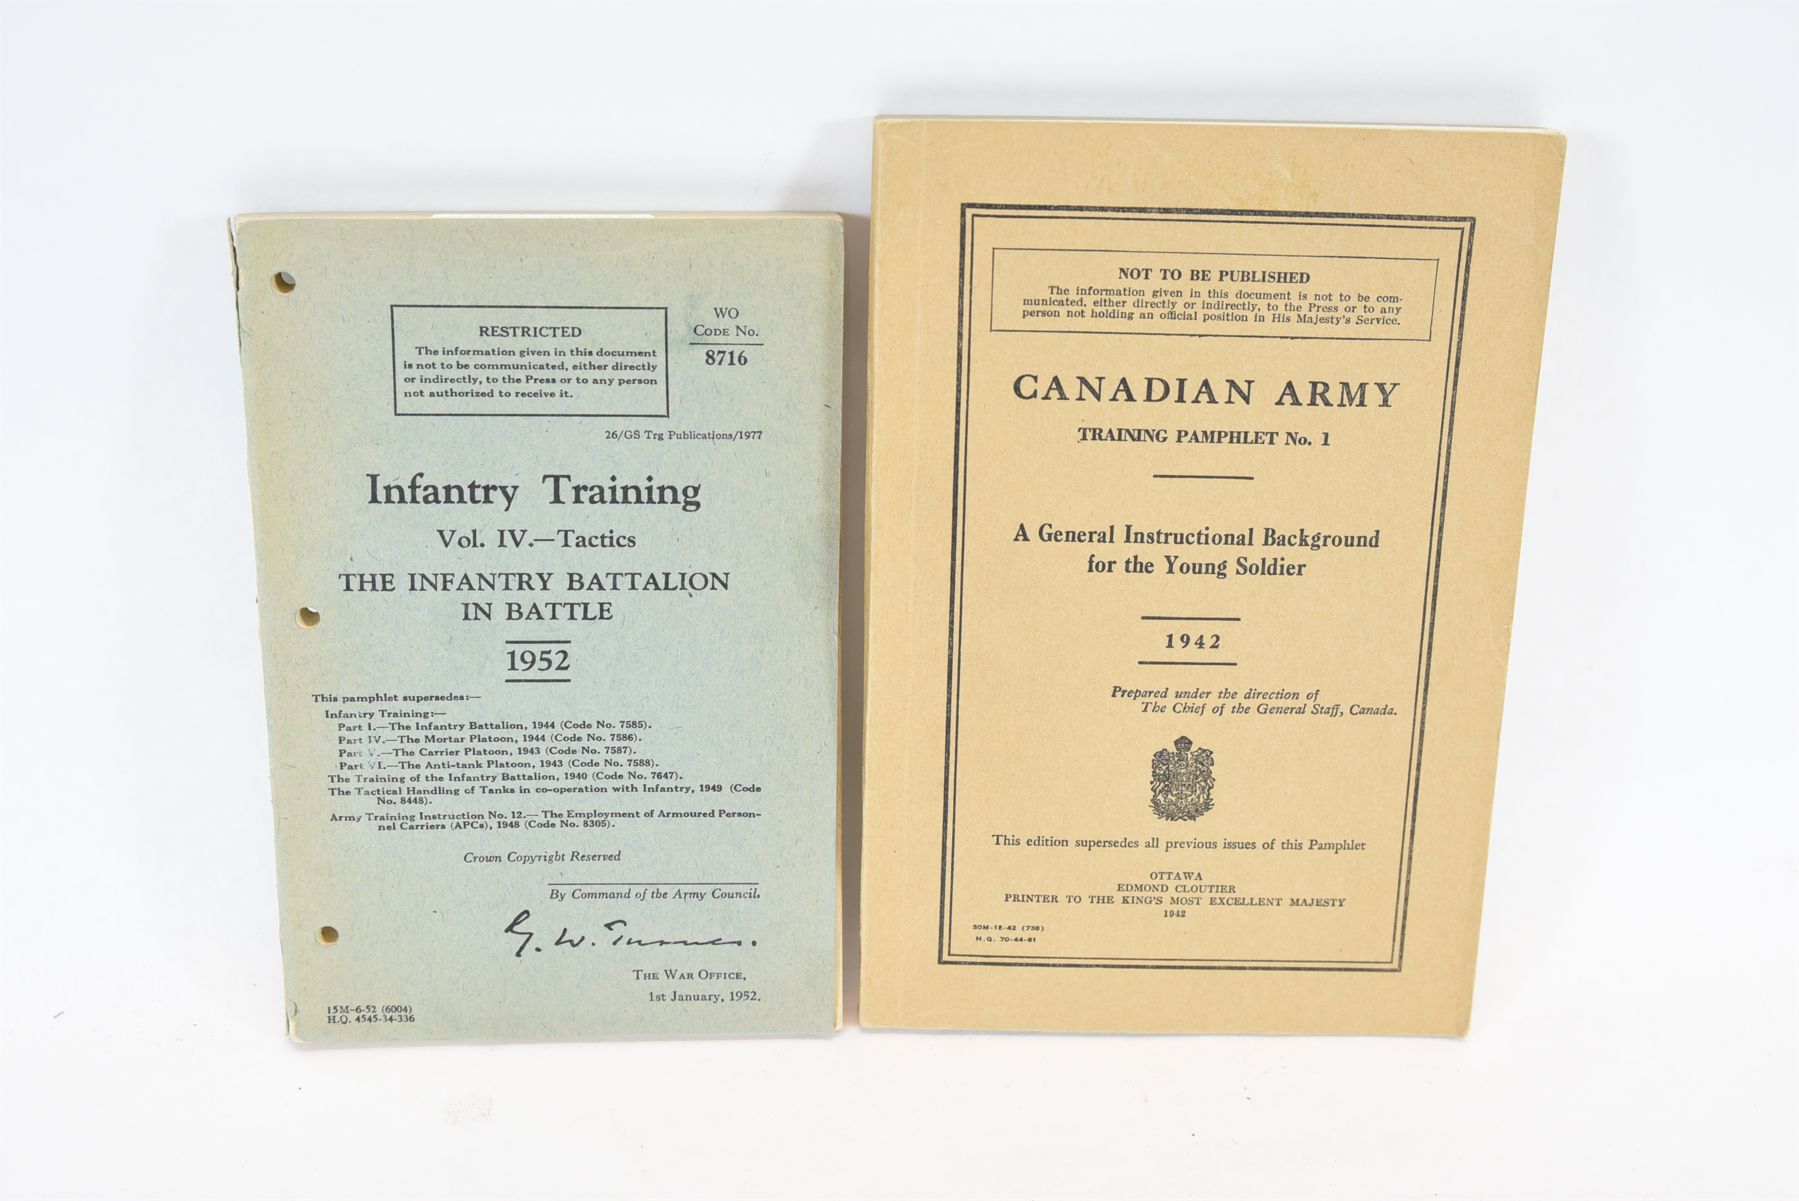 RESTRICTED
The information given in this document
is not to be communicated, either directly
or indirectly, to the Press or to any person
not authorized to receive it.
WO
CODE NO.
8716
26/GS Trg Publications/1977
Infantry Training
Vol. IV.—Tactics
THE INFANTRY BATTALION
IN BATTLE
1952
This pamphlet supersedes:—
Infantry Training:—
Part I.—The Infantry Battalion, 1944 (Code No. 7585).
Part IV.—The Mortar Platoon, 1944 (Code No. 7586).
Part V.—The Carrier Platoon, 1943 (Code No. 7587).
Part VI.—The Anti-tank Platoon, 1943 (Code No. 7588).
The Training of the Infantry Battalion, 1940 (Code No. 7647).
The Tactical Handling of Tanks in co-operation with Infantry, 1949 (Code
No. 8448).
Army Training Instruction No. 12.— The Employment of Armoured Person-
nel Carriers (APCs), 1948 (Code No. 8305).
Crown Copyright Reserved
By Command of the Army Council,
G. W. Turner.
THE WAR OFFICE,
1st January, 1952.
15M-6-52 (6004)
H.Q. 4545-34-336
NOT TO BE PUBLISHED
The information given in this document is not to be com-
municated, either directly or indirectly, to the Press or to any
person not holding an official position in His Majesty's Service.
CANADIAN ARMY
TRAINING PAMPHLET No. 1
A General Instructional Background
for the Young Soldier
1942
Prepared under the direction of
The Chief of the General Staff, Canada.
This edition supersedes all previous issues of this Pamphlet
OTTAWA
EDMOND CLOUTIER
PRINTER TO THE KING'S MOST EXCELLENT MAJESTY
1942
30M-12-42 (738)
H.Q. 70-44-61